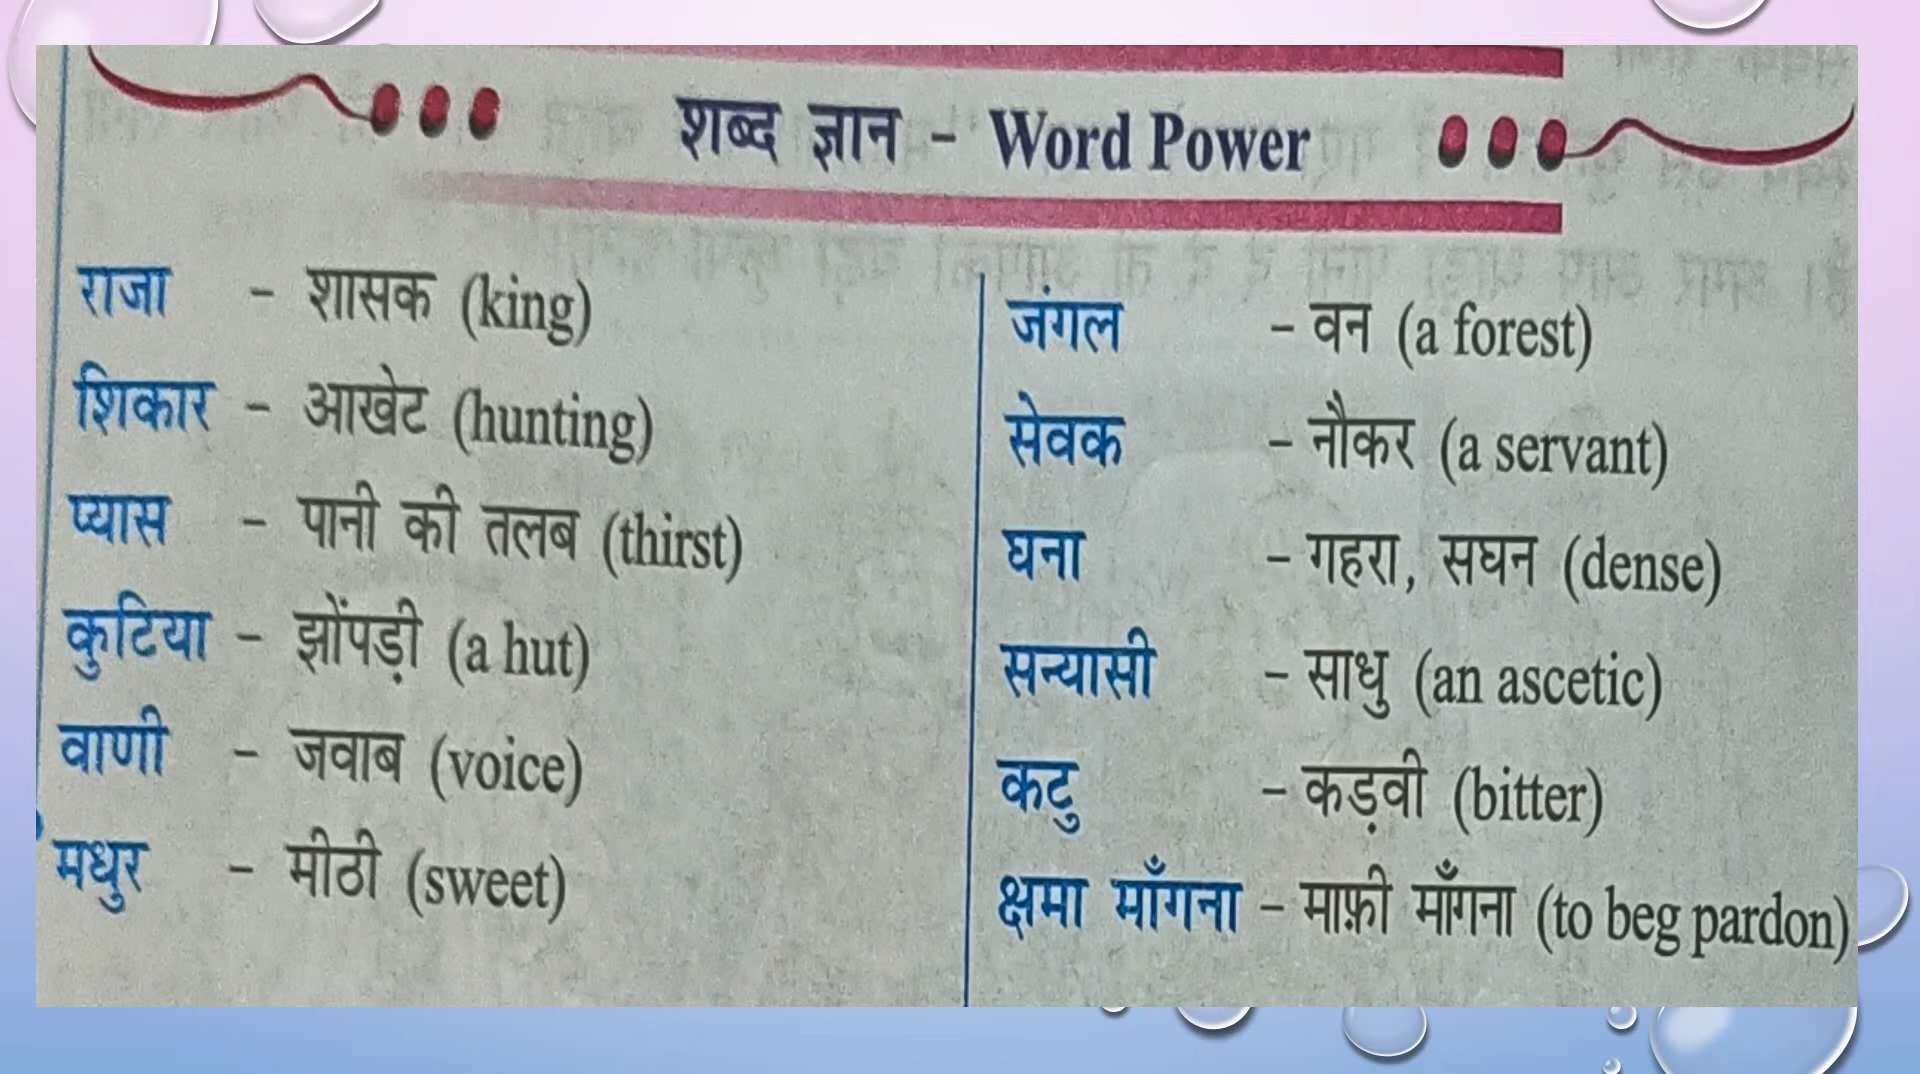 शब्द ज्ञान - Word Power
राजा - शासक (king)
शिकार - आखेट (hunting)
प्यास - पानी की तलब (thirst)
कुटिया - झोंपड़ी (a hut)
वाणी - जवाब (voice)
मधुर - मीठी (sweet)
जंगल - वन (a forest)
सेवक - नौकर (a servant)
घना - गहरा, सघन (dense)
सन्यासी - साधु (an ascetic)
कटु - कड़वी (bitter)
क्षमा माँगना - माफ़ी माँगना (to beg pardon)